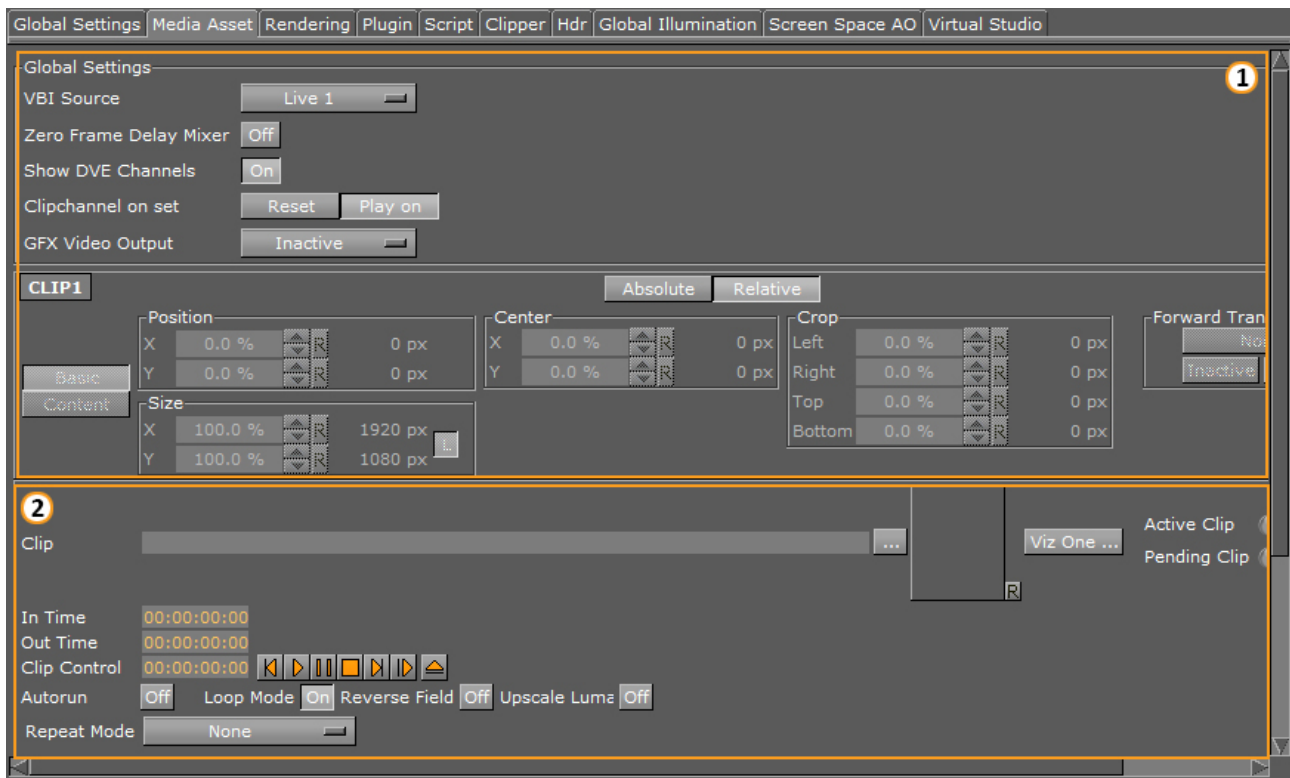 Global Settings Media Asset Rendering Plugin Script Clipper Hdr Global Illumination Screen Space AO Virtual Studio
Global Settings
1
VBI Source Live 1
Zero Frame Delay Mixer Off
Show DVE Channels On
Clipchannel on set Reset Play on
GFX Video Output Inactive
CLIP1 Absolute Relative
Position Center Crop Forward Tran
X 0.0 % R 0 px X 0.0 % R 0 px Left 0.0 % R 0 px No
Basic Y 0.0 % R 0 px Y 0.0 % R 0 px Right 0.0 % R 0 px Inactive
Content Size Top 0.0 % R 0 px
X 100.0 % R 1920 px L Bottom 0.0 % R 0 px
Y 100.0 % R 1080 px
2
Active Clip
Clip ... Viz One ...
Pending Clip
R
In Time 00:00:00:00
Out Time 00:00:00:00
Clip Control 00:00:00:00
Autorun Off Loop Mode On Reverse Field Off Upscale Luma Off
Repeat Mode None